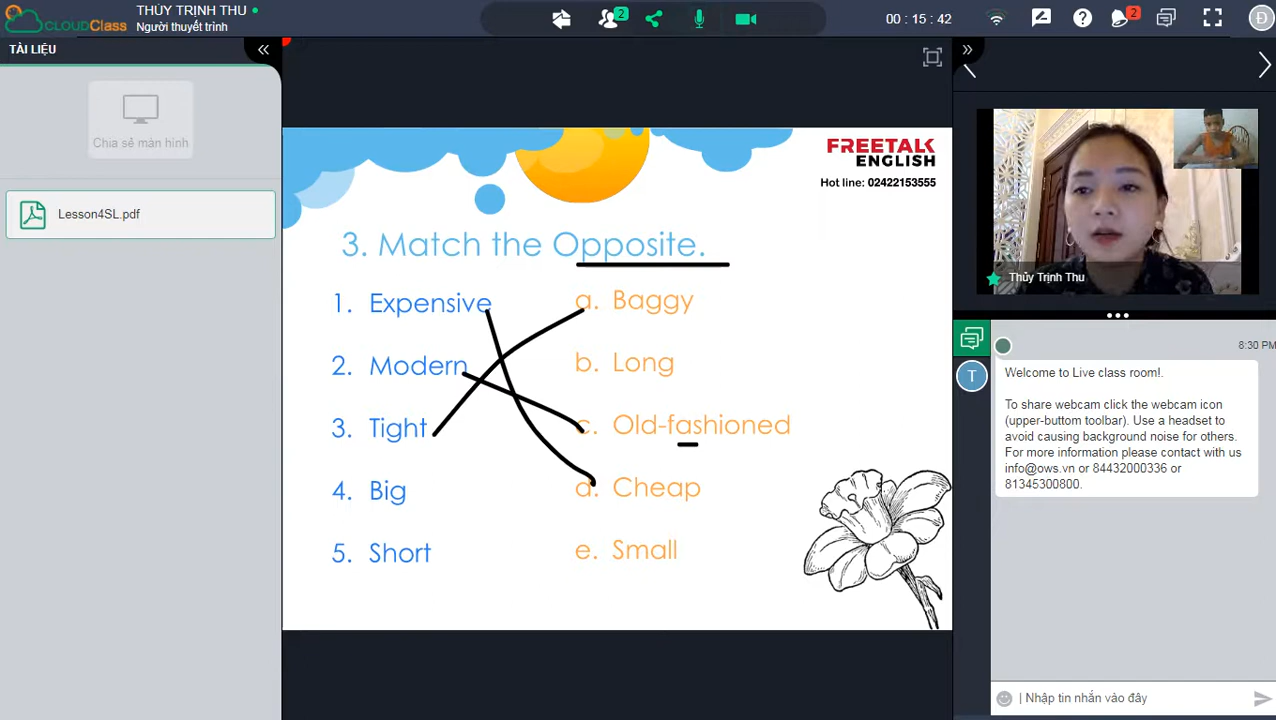 CLOUDClass
THỦY TRỊNH THU
Người thuyết trình
2
00 : 15 : 42
2
Đ
TÀI LIỆU
Chia sẻ màn hình
Lesson4SL.pdf
FREETALK
ENGLISH
Hot line: 02422153555
3. Match the Opposite.
1. Expensive
a. Baggy
2. Modern
b. Long
3. Tight
c. Old-fashioned
4. Big
d. Cheap
5. Short
e. Small
Thủy Trịnh Thu
8:30 PM
T
Welcome to Live class room!.
To share webcam click the webcam icon
(upper-buttom toolbar). Use a headset to
avoid causing background noise for others.
For more information please contact with us
info@ows.vn or 84432000336 or
81345300800.
Nhập tin nhắn vào đây